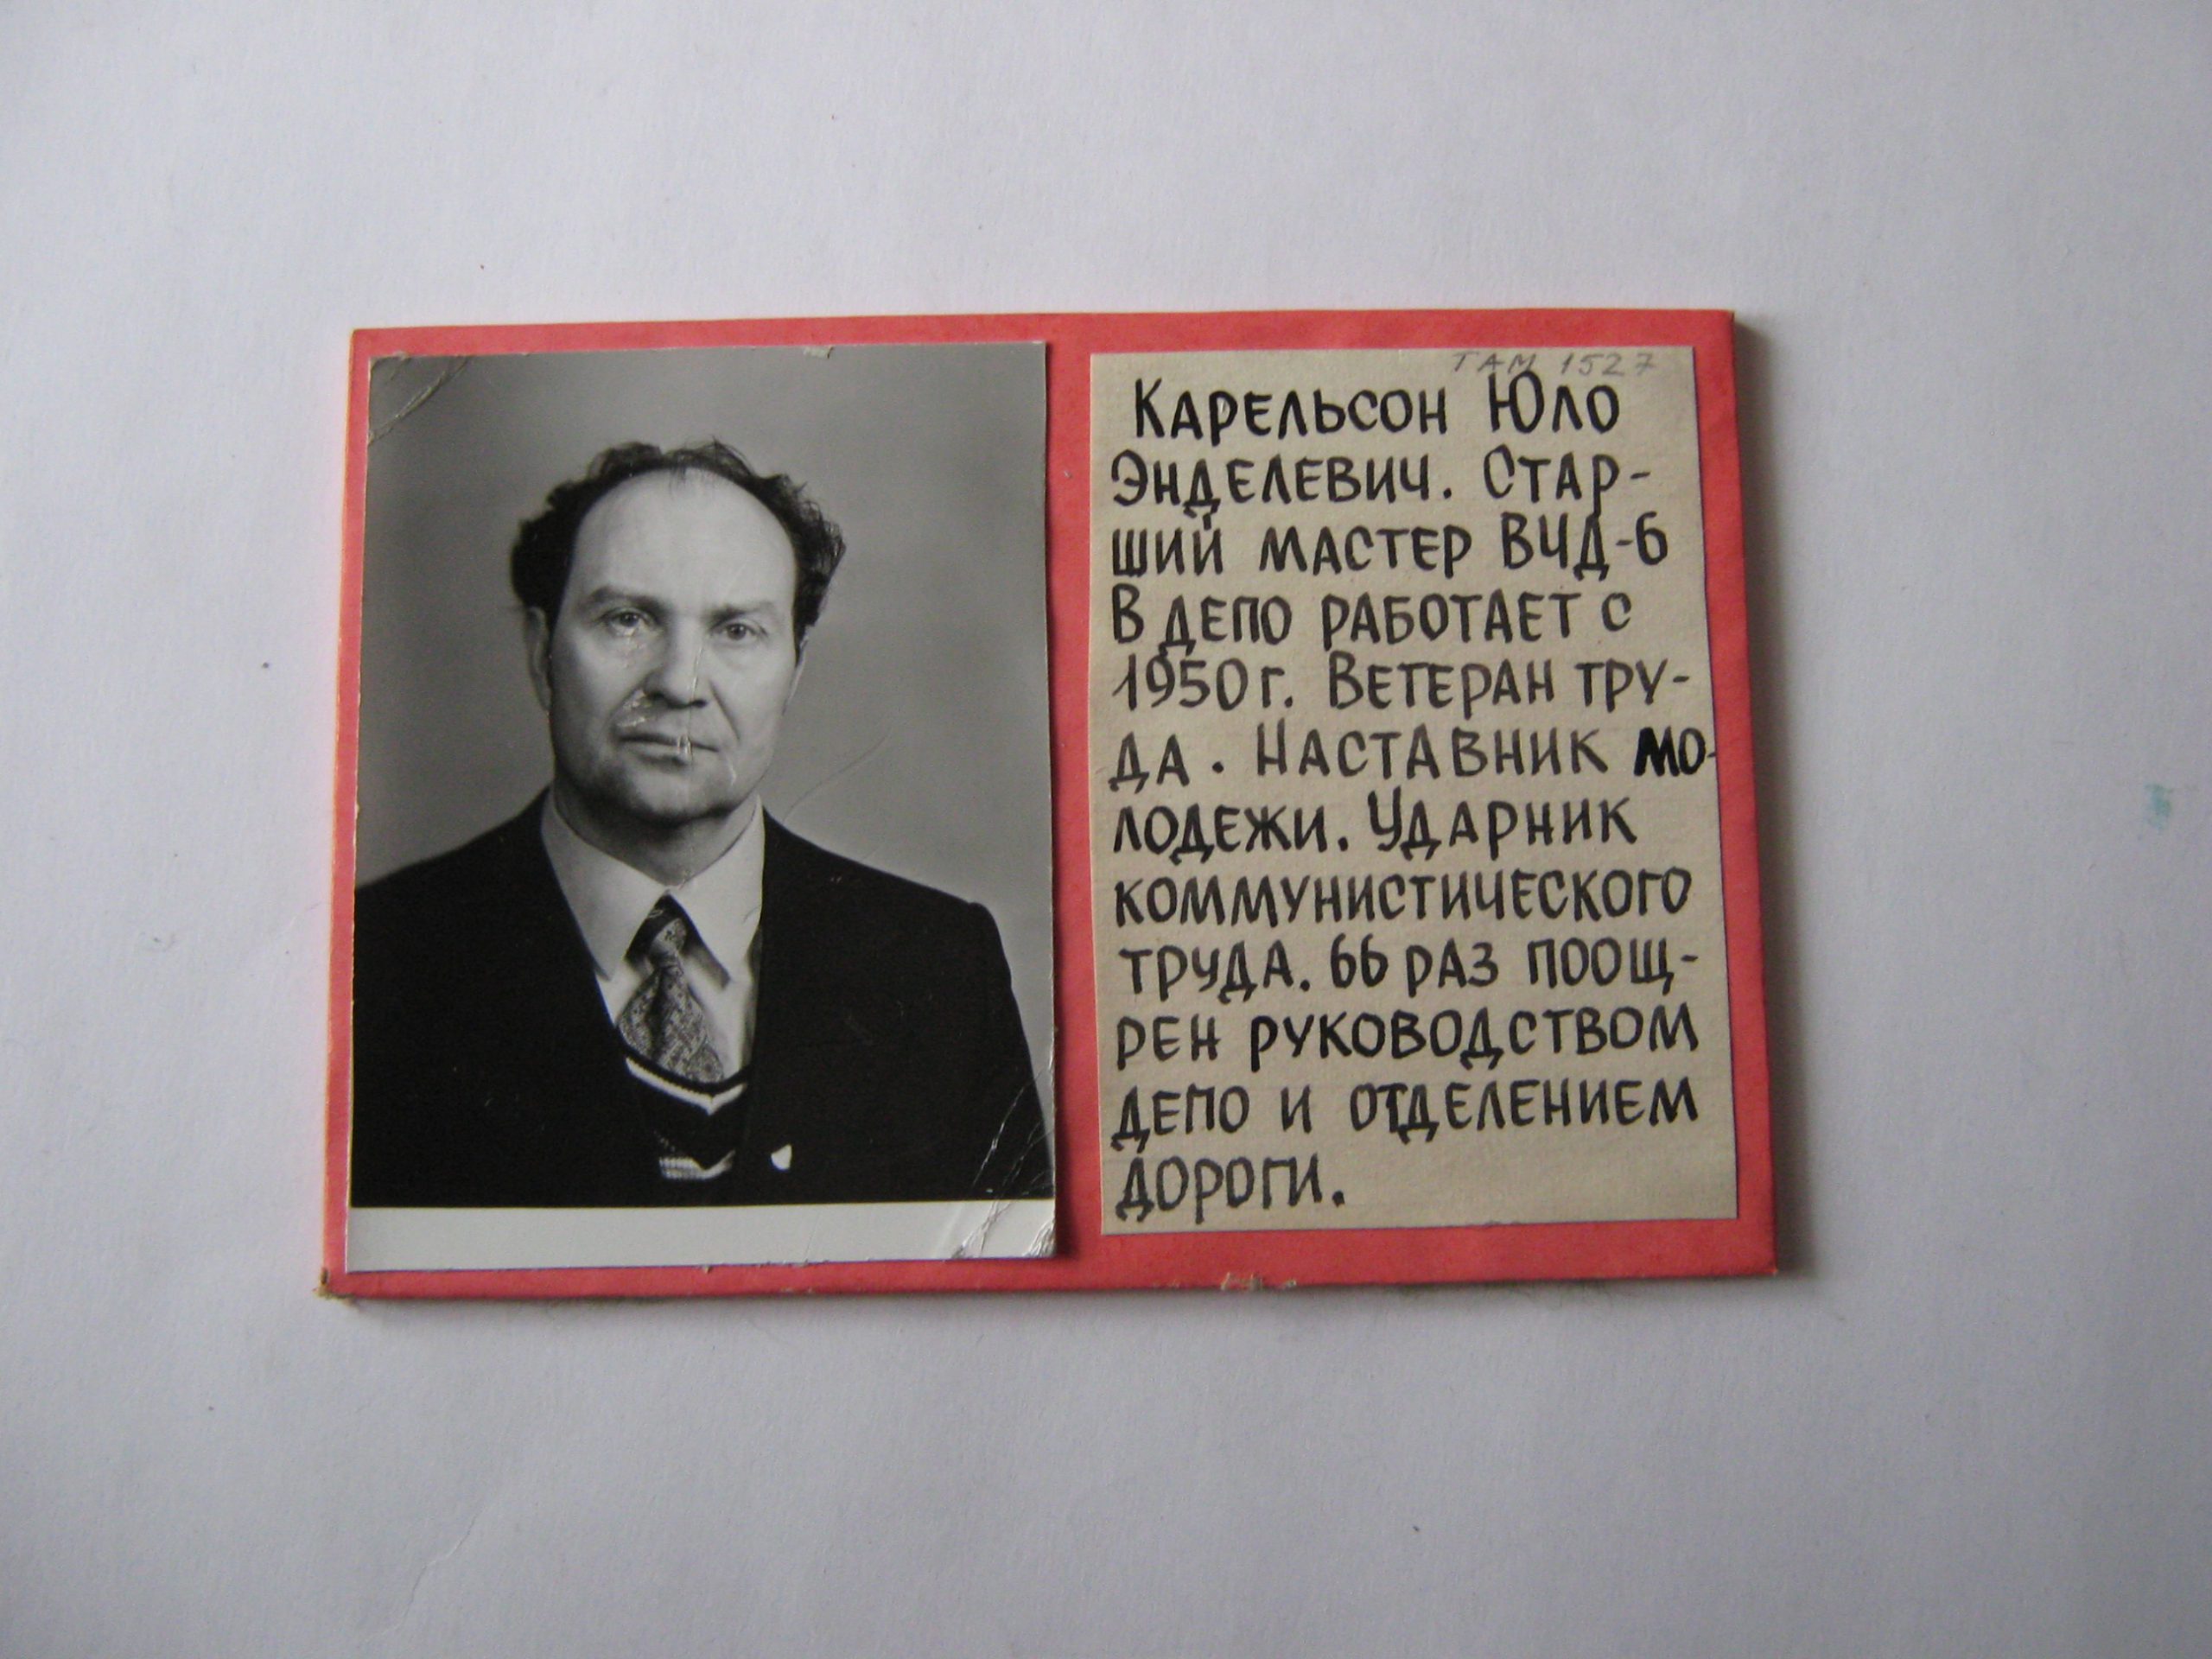 ТАМ 1527
Карельсон Юло
Энделевич. Стар-
ший мастер ВЧД-6
В депо работает с
1950 г. Ветеран тру-
да. Наставник мо-
лодежи. Ударник
коммунистического
труда. 66 раз поощ-
рен руководством
депо и отделением
дороги.